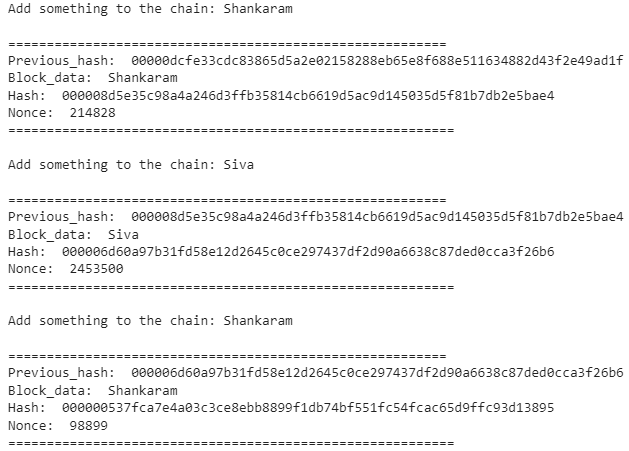 Add something to the chain: Shankaram
========================================================
Previous_hash:  00000dcfe33cdc83865d5a2e02158288eb65e8f688e511634882d43f2e49ad1f
Block_data:  Shankaram
Hash:  000008d5e35c98a4a246d3ffb35814cb6619d5ac9d145035d5f81b7db2e5bae4
Nonce:  214828
=========================================================
Add something to the chain: Siva
========================================================
Previous_hash:  000008d5e35c98a4a246d3ffb35814cb6619d5ac9d145035d5f81b7db2e5bae4
Block_data:  Siva
Hash:  000006d60a97b31fd58e12d2645c0ce297437df2d90a6638c87ded0cca3f26b6
Nonce:  2453500
=========================================================
Add something to the chain: Shankaram
========================================================
Previous_hash:  000006d60a97b31fd58e12d2645c0ce297437df2d90a6638c87ded0cca3f26b6
Block_data:  Shankaram
Hash:  000000537fca7e4a03c3ce8ebb8899f1db74bf551fc54fcac65d9ffc93d13895
Nonce:  98899
=========================================================